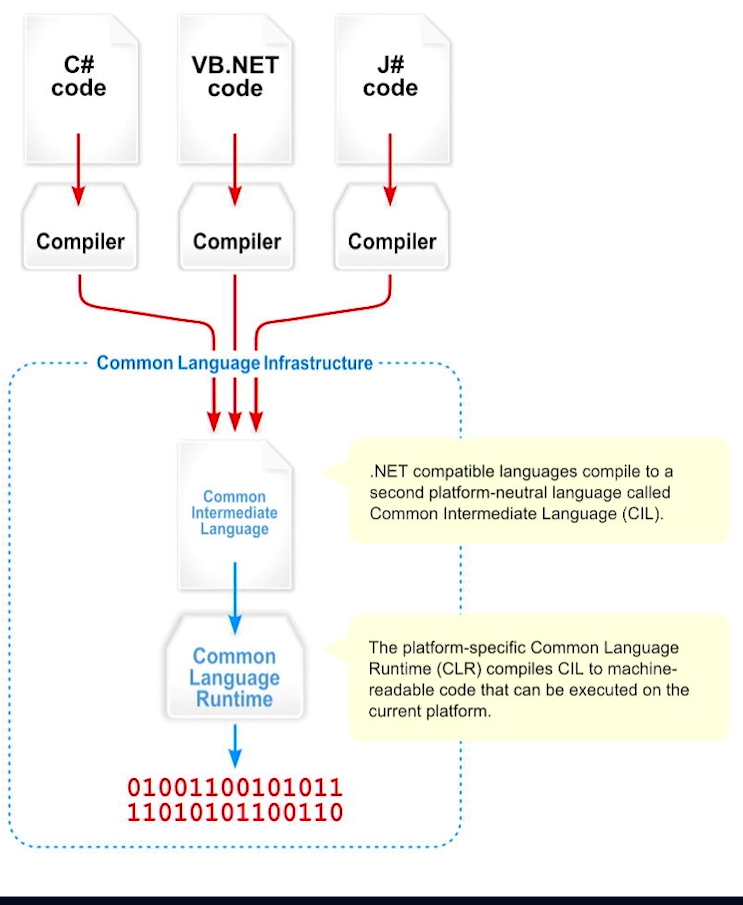 C#
code
VB.NET
code
J#
code
Compiler
Compiler
Compiler
Common Language Infrastructure
Common
Intermediate
Language
.NET compatible languages compile to a
second platform-neutral language called
Common Intermediate Language (CIL).
Common
Language
Runtime
The platform-specific Common Language
Runtime (CLR) compiles CIL to machine-
readable code that can be executed on the
current platform.
01001100101011
11010101100110